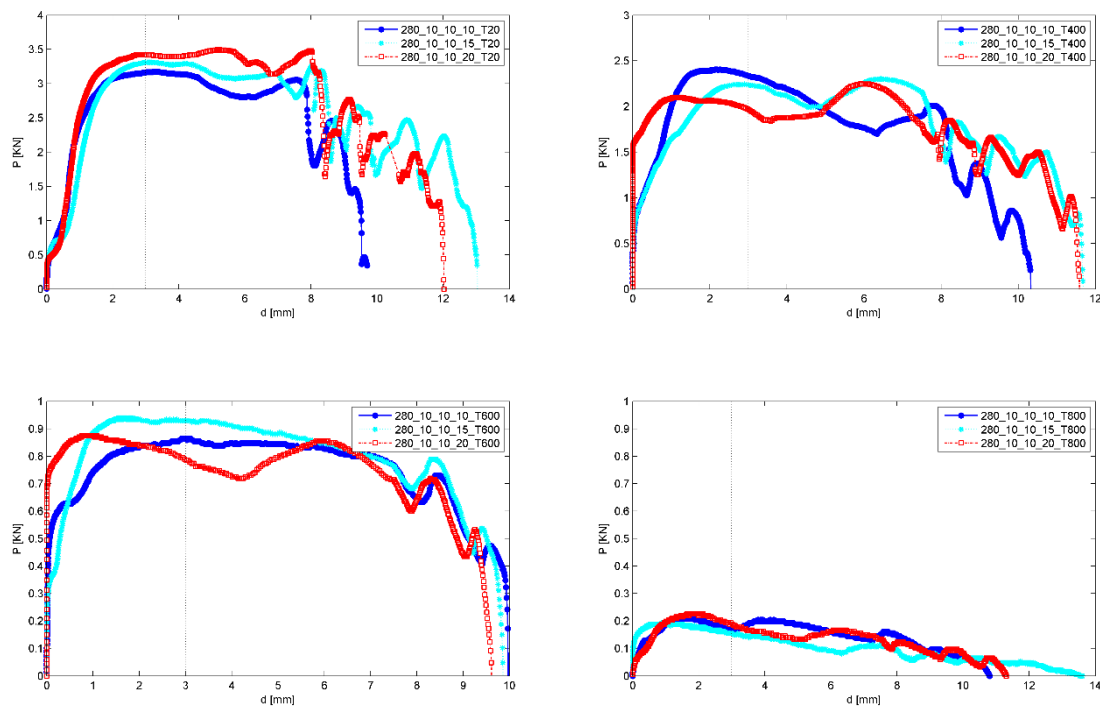 4
3.5
3
2.5
2
1.5
1
0.5
0
P [KN]
0 2 4 6 8 10 12 14
d [mm]
280_10_10_10_T20
280_10_10_15_T20
280_10_10_20_T20
3
2.5
2
1.5
1
0.5
0
P [KN]
0 2 4 6 8 10 12
d [mm]
280_10_10_10_T400
280_10_10_15_T400
280_10_10_20_T400
1
0.9
0.8
0.7
0.6
0.5
0.4
0.3
0.2
0.1
0
P [KN]
0 1 2 3 4 5 6 7 8 9 10
d [mm]
280_10_10_10_T600
280_10_10_15_T600
280_10_10_20_T600
1
0.9
0.8
0.7
0.6
0.5
0.4
0.3
0.2
0.1
0
P [KN]
0 2 4 6 8 10 12 14
d [mm]
280_10_10_10_T800
280_10_10_15_T800
280_10_10_20_T800